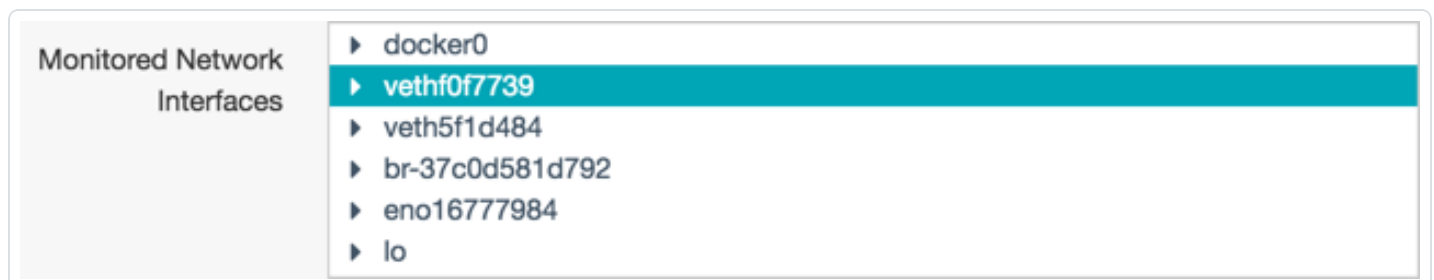 Monitored Network
Interfaces
docker0
vethf0f7739
veth5f1d484
br-37c0d581d792
eno16777984
lo